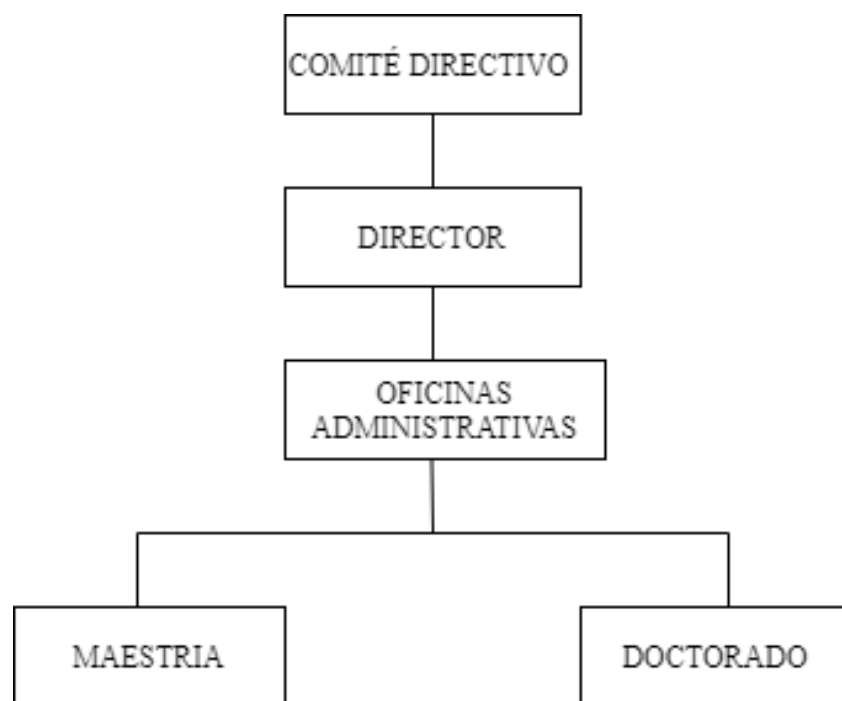 COMITÉ DIRECTIVO
DIRECTOR
OFICINAS
ADMINISTRATIVAS
MAESTRIA
DOCTORADO